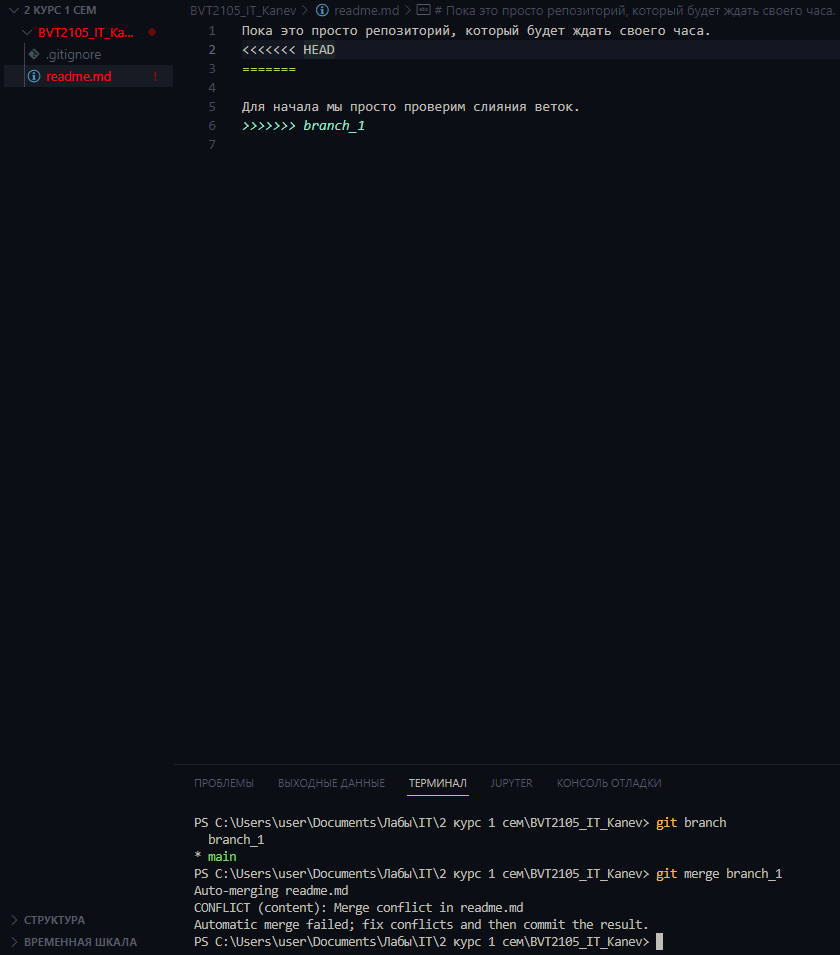 2 КУРС 1 СЕМ
BVT2105_IT_Ka...
.gitignore
readme.md !
BVT2105_IT_Kanev > readme.md > abc # Пока это просто репозиторий, который будет ждать своего часа.
1 Пока это просто репозиторий, который будет ждать своего часа.
2 <<<<<<< HEAD
3 =======
4
5 Для начала мы просто проверим слияния веток.
6 >>>>>>> branch_1
7
ПРОБЛЕМЫ ВЫХОДНЫЕ ДАННЫЕ ТЕРМИНАЛ JUPYTER КОНСОЛЬ ОТЛАДКИ
PS C:\Users\user\Documents\Лабы\IT\2 курс 1 сем\BVT2105_IT_Kanev> git branch
branch_1
* main
PS C:\Users\user\Documents\Лабы\IT\2 курс 1 сем\BVT2105_IT_Kanev> git merge branch_1
Auto-merging readme.md
CONFLICT (content): Merge conflict in readme.md
Automatic merge failed; fix conflicts and then commit the result.
PS C:\Users\user\Documents\Лабы\IT\2 курс 1 сем\BVT2105_IT_Kanev>
СТРУКТУРА
ВРЕМЕННАЯ ШКАЛА